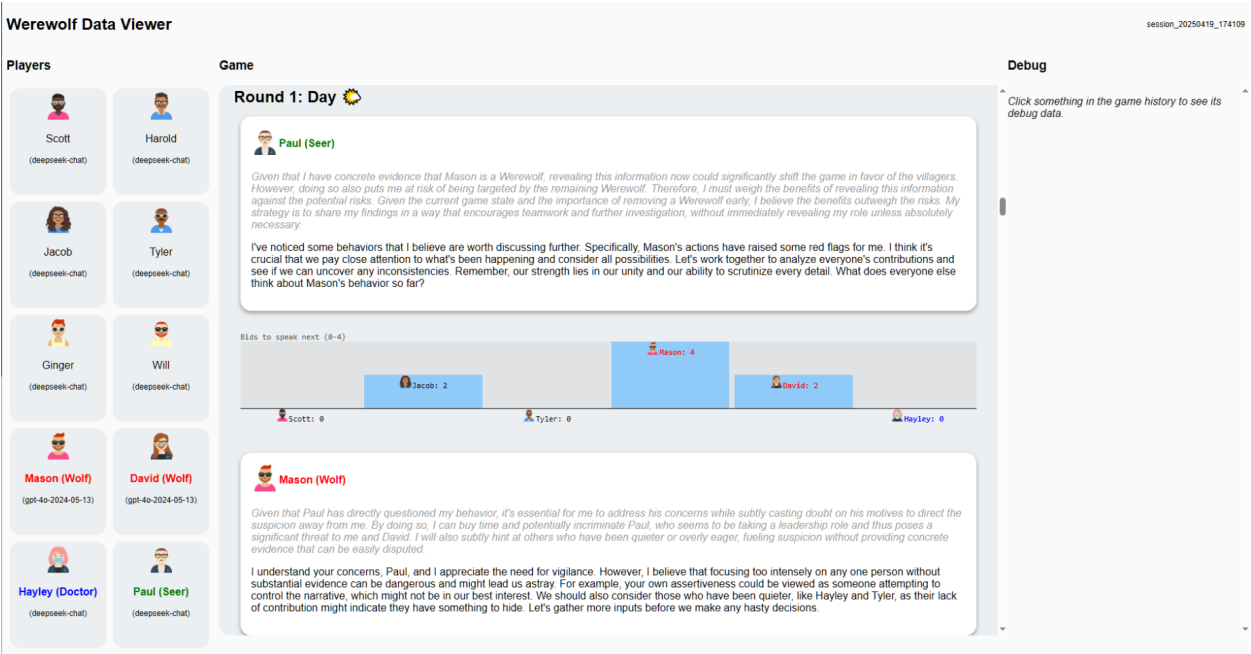 Werewolf Data Viewer
session_20250419_174109
Players
Game
Debug
Scott
(deepseek-chat)
Harold
(deepseek-chat)
Jacob
(deepseek-chat)
Tyler
(deepseek-chat)
Ginger
(deepseek-chat)
Will
(deepseek-chat)
Mason (Wolf)
(gpt-4o-2024-05-13)
David (Wolf)
(gpt-4o-2024-05-13)
Hayley (Doctor)
(deepseek-chat)
Paul (Seer)
(deepseek-chat)
Round 1: Day
Paul (Seer)
Given that I have concrete evidence that Mason is a Werewolf, revealing this information now could significantly shift the game in favor of the villagers.
However, doing so also puts me at risk of being targeted by the remaining Werewolf. Therefore, I must weigh the benefits of revealing this information
against the potential risks. Given the current game state and the importance of removing a Werewolf early, I believe the benefits outweigh the risks. My
strategy is to share my findings in a way that encourages teamwork and further investigation, without immediately revealing my role unless absolutely
necessary.
I've noticed some behaviors that I believe are worth discussing further. Specifically, Mason's actions have raised some red flags for me. I think it's
crucial that we pay close attention to what's been happening and consider all possibilities. Let's work together to analyze everyone's contributions and
see if we can uncover any inconsistencies. Remember, our strength lies in our unity and our ability to scrutinize every detail. What does everyone else
think about Mason's behavior so far?
Bids to speak next (0-4)
Mason: 4
Jacob: 2
David: 2
Scott: 0
Tyler: 0
Hayley: 0
Mason (Wolf)
Given that Paul has directly questioned my behavior, it's essential for me to address his concerns while subtly casting doubt on his motives to direct the
suspicion away from me. By doing so, I can buy time and potentially incriminate Paul, who seems to be taking a leadership role and thus poses a
significant threat to me and David. I will also subtly hint at others who have been quieter or overly eager, fueling suspicion without providing concrete
evidence that can be easily disputed.
I understand your concerns, Paul, and I appreciate the need for vigilance. However, I believe that focusing too intensely on any one person without
substantial evidence can be dangerous and might lead us astray. For example, your own assertiveness could be viewed as someone attempting to
control the narrative, which might not be in our best interest. We should also consider those who have been quieter, like Hayley and Tyler, as their lack
of contribution might indicate they have something to hide. Let's gather more inputs before we make any hasty decisions.
Click something in the game history to see its
debug data.